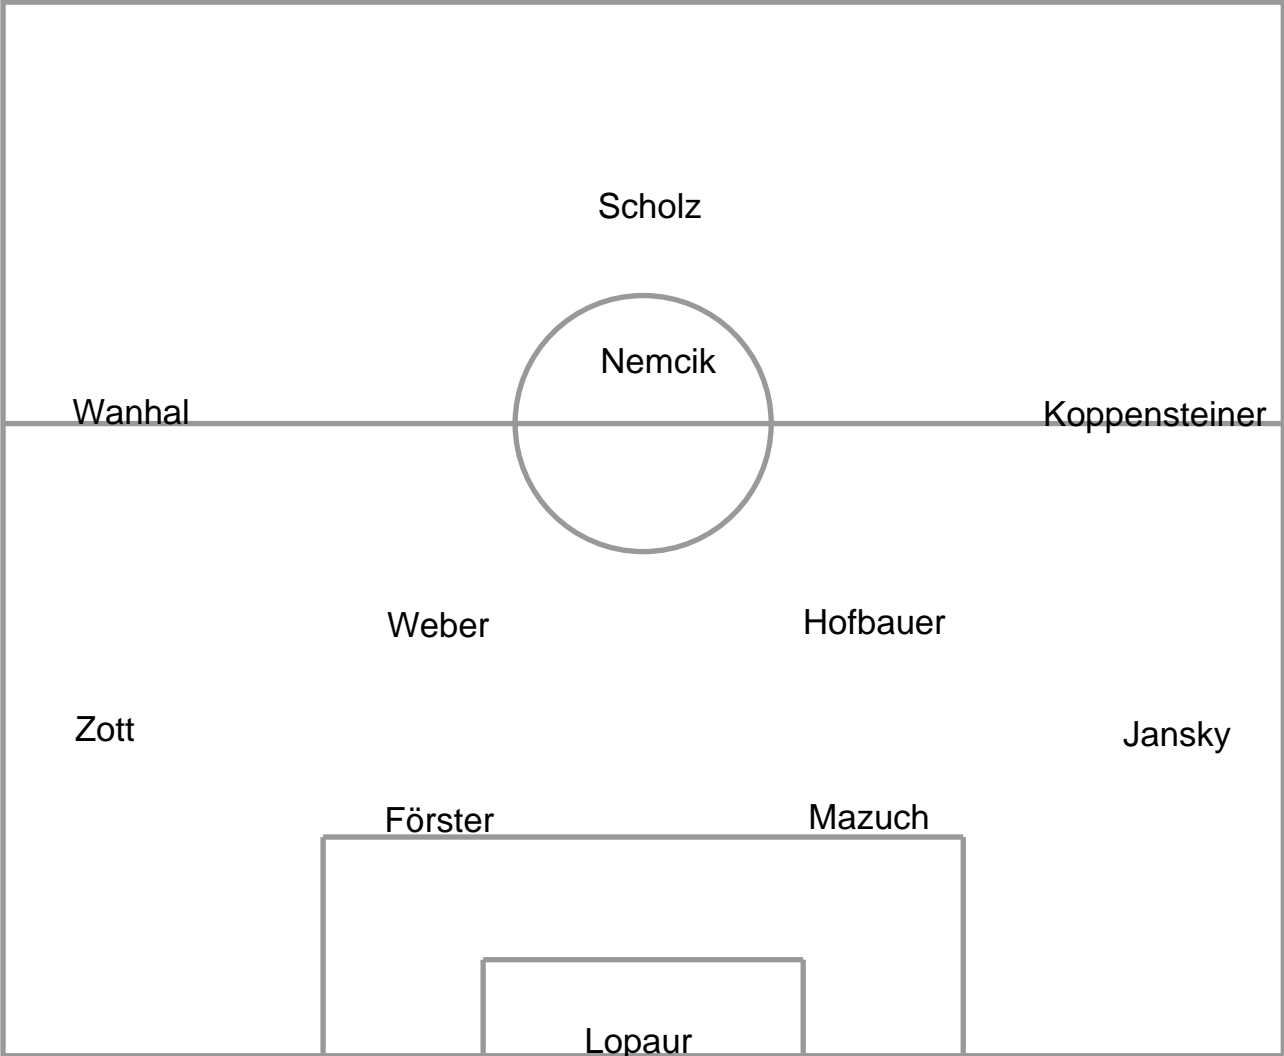 Scholz
Nemcik
Wanhal
Koppensteiner
Weber
Hofbauer
Zott
Jansky
Förster
Mazuch
Lopaur